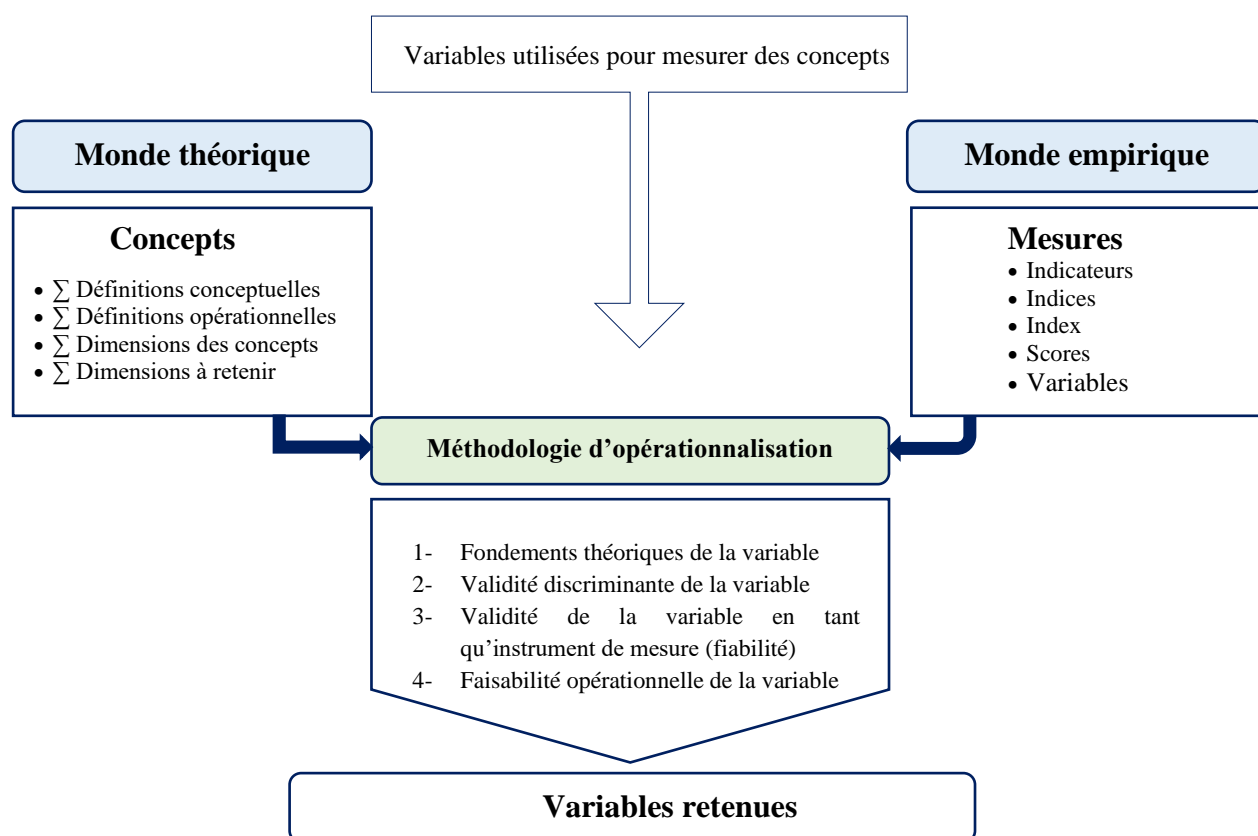 Variables utilisées pour mesurer des concepts
Monde théorique
Monde empirique
Concepts
• ∑ Définitions conceptuelles
• ∑ Définitions opérationnelles
• ∑ Dimensions des concepts
• ∑ Dimensions à retenir
Mesures
• Indicateurs
• Indices
• Index
• Scores
• Variables
Méthodologie d’opérationnalisation
1- Fondements théoriques de la variable
2- Validité discriminante de la variable
3- Validité de la variable en tant
qu’instrument de mesure (fiabilité)
4- Faisabilité opérationnelle de la variable
Variables retenues